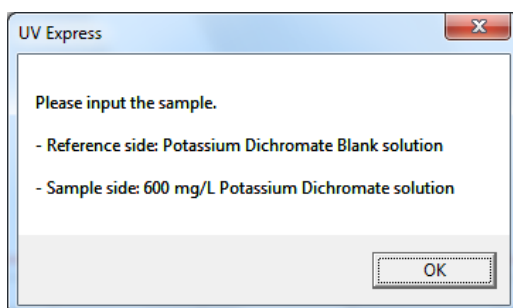 UV Express
Please input the sample.
- Reference side: Potassium Dichromate Blank solution
- Sample side: 600 mg/L Potassium Dichromate solution
OK